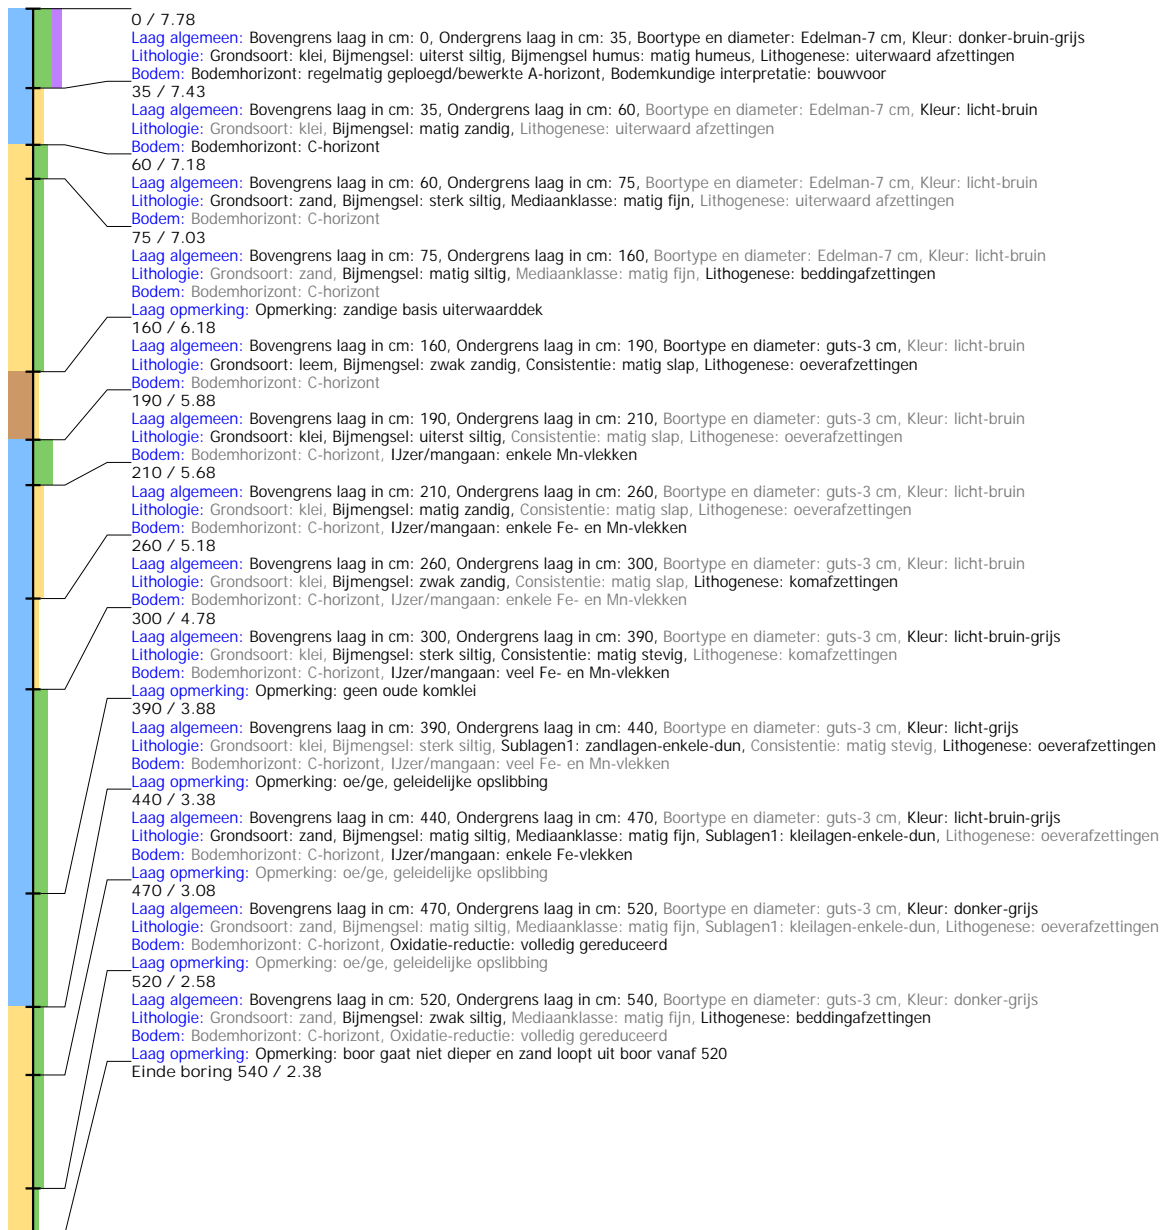 0 / 7.78
Laag algemeen: Bovengrens laag in cm: 0, Ondergrens laag in cm: 35, Boortype en diameter: Edelman-7 cm, Kleur: donker-bruin-grijs
Lithologie: Grondsoort: klei, Bijmengsel: uiterst siltig, Bijmengsel humus: matig humeus, Lithogenese: uiterwaard afzettingen
Bodem: Bodemhorizont: regelmatig geploegd/bewerkte A-horizont, Bodemkundige interpretatie: bouwvoor
35 / 7.43
Laag algemeen: Bovengrens laag in cm: 35, Ondergrens laag in cm: 60, Boortype en diameter: Edelman-7 cm, Kleur: licht-bruin
Lithologie: Grondsoort: klei, Bijmengsel: matig zandig, Lithogenese: uiterwaard afzettingen
Bodem: Bodemhorizont: C-horizont
60 / 7.18
Laag algemeen: Bovengrens laag in cm: 60, Ondergrens laag in cm: 75, Boortype en diameter: Edelman-7 cm, Kleur: licht-bruin
Lithologie: Grondsoort: zand, Bijmengsel: sterk siltig, Mediaanklasse: matig fijn, Lithogenese: uiterwaard afzettingen
Bodem: Bodemhorizont: C-horizont
75 / 7.03
Laag algemeen: Bovengrens laag in cm: 75, Ondergrens laag in cm: 160, Boortype en diameter: Edelman-7 cm, Kleur: licht-bruin
Lithologie: Grondsoort: zand, Bijmengsel: matig siltig, Mediaanklasse: matig fijn, Lithogenese: beddingafzettingen
Bodem: Bodemhorizont: C-horizont
Laag opmerking: Opmerking: zandige basis uiterwaarddek
160 / 6.18
Laag algemeen: Bovengrens laag in cm: 160, Ondergrens laag in cm: 190, Boortype en diameter: guts-3 cm, Kleur: licht-bruin
Lithologie: Grondsoort: leem, Bijmengsel: zwak zandig, Consistentie: matig slap, Lithogenese: oeverafzettingen
Bodem: Bodemhorizont: C-horizont
190 / 5.88
Laag algemeen: Bovengrens laag in cm: 190, Ondergrens laag in cm: 210, Boortype en diameter: guts-3 cm, Kleur: licht-bruin
Lithologie: Grondsoort: klei, Bijmengsel: uiterst siltig, Consistentie: matig slap, Lithogenese: oeverafzettingen
Bodem: Bodemhorizont: C-horizont, IJzer/mangaan: enkele Mn-vlekken
210 / 5.68
Laag algemeen: Bovengrens laag in cm: 210, Ondergrens laag in cm: 260, Boortype en diameter: guts-3 cm, Kleur: licht-bruin
Lithologie: Grondsoort: klei, Bijmengsel: matig zandig, Consistentie: matig slap, Lithogenese: oeverafzettingen
Bodem: Bodemhorizont: C-horizont, IJzer/mangaan: enkele Fe- en Mn-vlekken
260 / 5.18
Laag algemeen: Bovengrens laag in cm: 260, Ondergrens laag in cm: 300, Boortype en diameter: guts-3 cm, Kleur: licht-bruin
Lithologie: Grondsoort: klei, Bijmengsel: zwak zandig, Consistentie: matig slap, Lithogenese: komafzettingen
Bodem: Bodemhorizont: C-horizont, IJzer/mangaan: enkele Fe- en Mn-vlekken
300 / 4.78
Laag algemeen: Bovengrens laag in cm: 300, Ondergrens laag in cm: 390, Boortype en diameter: guts-3 cm, Kleur: licht-bruin-grijs
Lithologie: Grondsoort: klei, Bijmengsel: sterk siltig, Consistentie: matig stevig, Lithogenese: komafzettingen
Bodem: Bodemhorizont: C-horizont, IJzer/mangaan: veel Fe- en Mn-vlekken
Laag opmerking: Opmerking: geen oude komklei
390 / 3.88
Laag algemeen: Bovengrens laag in cm: 390, Ondergrens laag in cm: 440, Boortype en diameter: guts-3 cm, Kleur: licht-grijs
Lithologie: Grondsoort: klei, Bijmengsel: sterk siltig, Sublagen1: zandlagen-enkele-dun, Consistentie: matig stevig, Lithogenese: oeverafzettingen
Bodem: Bodemhorizont: C-horizont, IJzer/mangaan: veel Fe- en Mn-vlekken
Laag opmerking: Opmerking: oe/ge, geleidelijke opslibbing
440 / 3.38
Laag algemeen: Bovengrens laag in cm: 440, Ondergrens laag in cm: 470, Boortype en diameter: guts-3 cm, Kleur: licht-bruin-grijs
Lithologie: Grondsoort: zand, Bijmengsel: matig siltig, Mediaanklasse: matig fijn, Sublagen1: kleilagen-enkele-dun, Lithogenese: oeverafzettingen
Bodem: Bodemhorizont: C-horizont, IJzer/mangaan: enkele Fe-vlekken
Laag opmerking: Opmerking: oe/ge, geleidelijke opslibbing
470 / 3.08
Laag algemeen: Bovengrens laag in cm: 470, Ondergrens laag in cm: 520, Boortype en diameter: guts-3 cm, Kleur: donker-grijs
Lithologie: Grondsoort: zand, Bijmengsel: matig siltig, Mediaanklasse: matig fijn, Sublagen1: kleilagen-enkele-dun, Lithogenese: oeverafzettingen
Bodem: Bodemhorizont: C-horizont, Oxidatie-reductie: volledig gereduceerd
Laag opmerking: Opmerking: oe/ge, geleidelijke opslibbing
520 / 2.58
Laag algemeen: Bovengrens laag in cm: 520, Ondergrens laag in cm: 540, Boortype en diameter: guts-3 cm, Kleur: donker-grijs
Lithologie: Grondsoort: zand, Bijmengsel: zwak siltig, Mediaanklasse: matig fijn, Lithogenese: beddingafzettingen
Bodem: Bodemhorizont: C-horizont, Oxidatie-reductie: volledig gereduceerd
Laag opmerking: Opmerking: boor gaat niet dieper en zand loopt uit boor vanaf 520
Einde boring 540 / 2.38